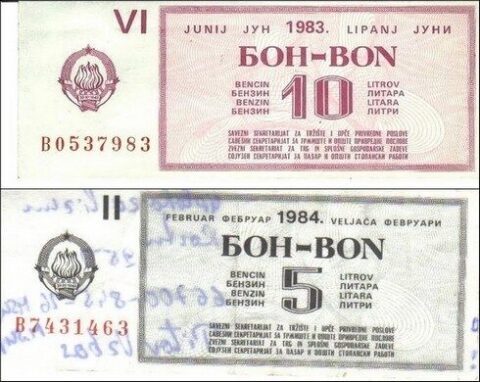 VI
JUNIJ ЈУН 1983. LIPANJ ЈУНИ
БОН-BON
BENCIN
БЕНЗИН
BENZIN
БЕНЗИН
10
LITROV
ЛИТАРА
LITARA
ЛИТРИ
B0537983
SAVEZNI SEKRETARIJAT ZA TRŽIŠTE I OPĆE PRIVREDNE POSLOVE
САВЕЗНИ СЕКРЕТАРИЈАТ ЗА ТРЖИШТЕ И ОПШТЕ ПРИВРЕДНЕ ПОСЛОВЕ
ZVEZNI SEKRETARIAT ZA TRG IN SPLOŠNE GOSPODARSKE ZADEVE
СОЈУЗЕН СЕКРЕТАРИЈАТ ЗА ПАЗАР И ОПШТИ СТОПАНСКИ РАБОТИ
II
FEBRUAR ФЕБРУАР 1984. VELJAČA ФЕВРУАРИ
БОН-BON
BENCIN
БЕНЗИН
BENZIN
БЕНЗИН
5
LITROV
ЛИТАРА
LITARA
ЛИТРИ
B7431463
SAVEZNI SEKRETARIJAT ZA TRŽIŠTE I OPĆE PRIVREDNE POSLOVE
САВЕЗНИ СЕКРЕТАРИЈАТ ЗА ТРЖИШТЕ И ОПШТЕ ПРИВРЕДНЕ ПОСЛОВЕ
ZVEZNI SEKRETARIAT ZA TRG IN SPLOŠNE GOSPODARSKE ZADEVE
СОЈУЗЕН СЕКРЕТАРИЈАТ ЗА ПАЗАР И ОПШТИ СТОПАНСКИ РАБОТИ